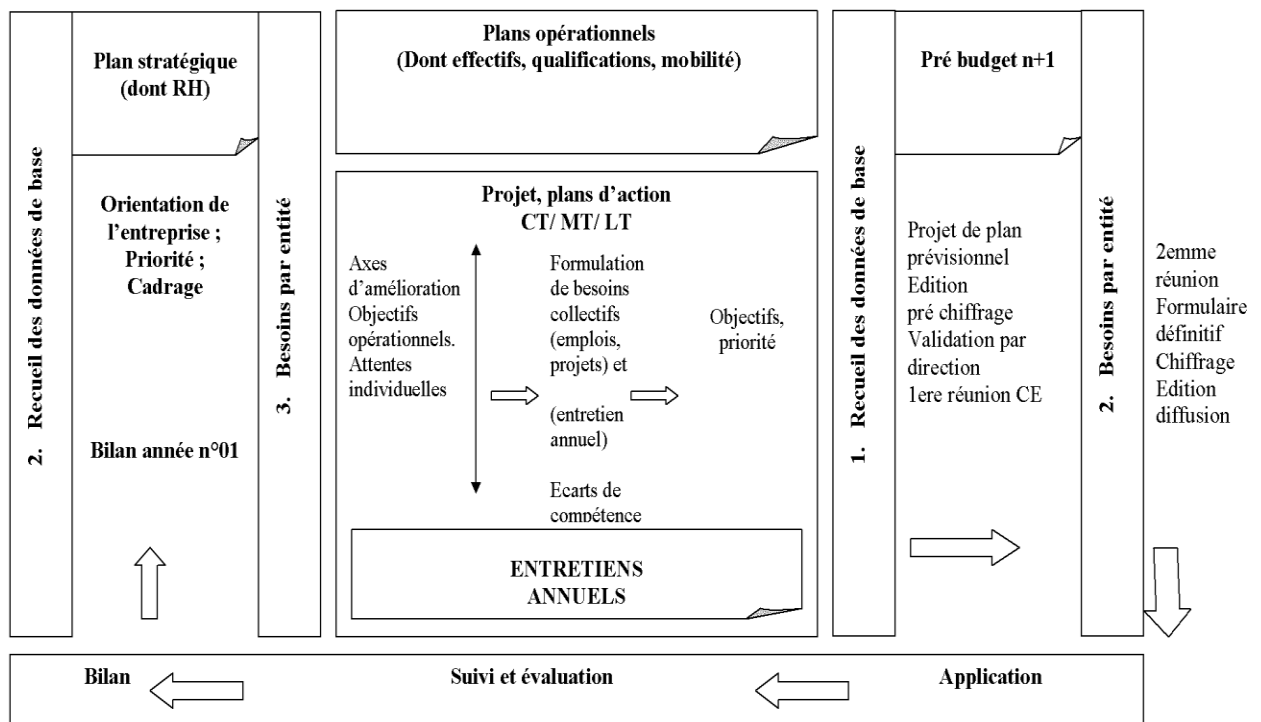 2. Recueil des données de base
Plan stratégique
(dont RH)
Orientation de
l'entreprise ;
Priorité ;
Cadrage
Bilan année n°01
3. Besoins par entité
Plans opérationnels
(Dont effectifs, qualifications, mobilité)
Projet, plans d'action
CT/ MT/ LT
Axes
d'amélioration
Objectifs
opérationnels.
Attentes
individuelles
Formulation
de besoins
collectifs
(emplois,
projets) et
(entretien
annuel)
Ecarts de
compétence
Objectifs,
priorité
ENTRETIENS
ANNUELS
1. Recueil des données de base
Pré budget n+1
Projet de plan
prévisionnel
Edition
pré chiffrage
Validation par
direction
1ere réunion CE
2. Besoins par entité
2emme
réunion
Formulaire
définitif
Chiffrage
Edition
diffusion
Bilan
Suivi et évaluation
Application